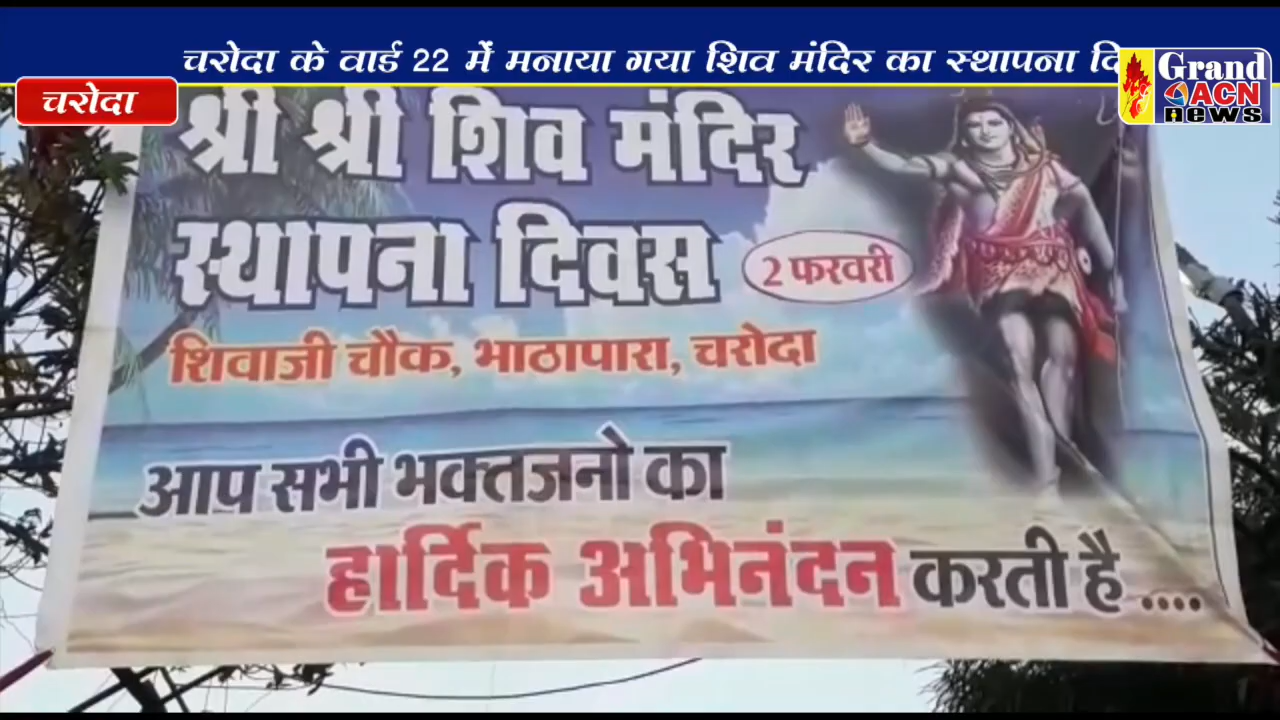 चरोदा के वार्ड 22 में मनाया गया शिव मंदिर का स्थापना
चरोदा
Grand
ACN
news
श्री श्री शिव मंदिर
स्थापना दिवस
2 फरवरी
शिवाजी चौक, भाठापारा, चरोदा
आप सभी भक्तजनो का
हार्दिक अभिनंदन करती है ....